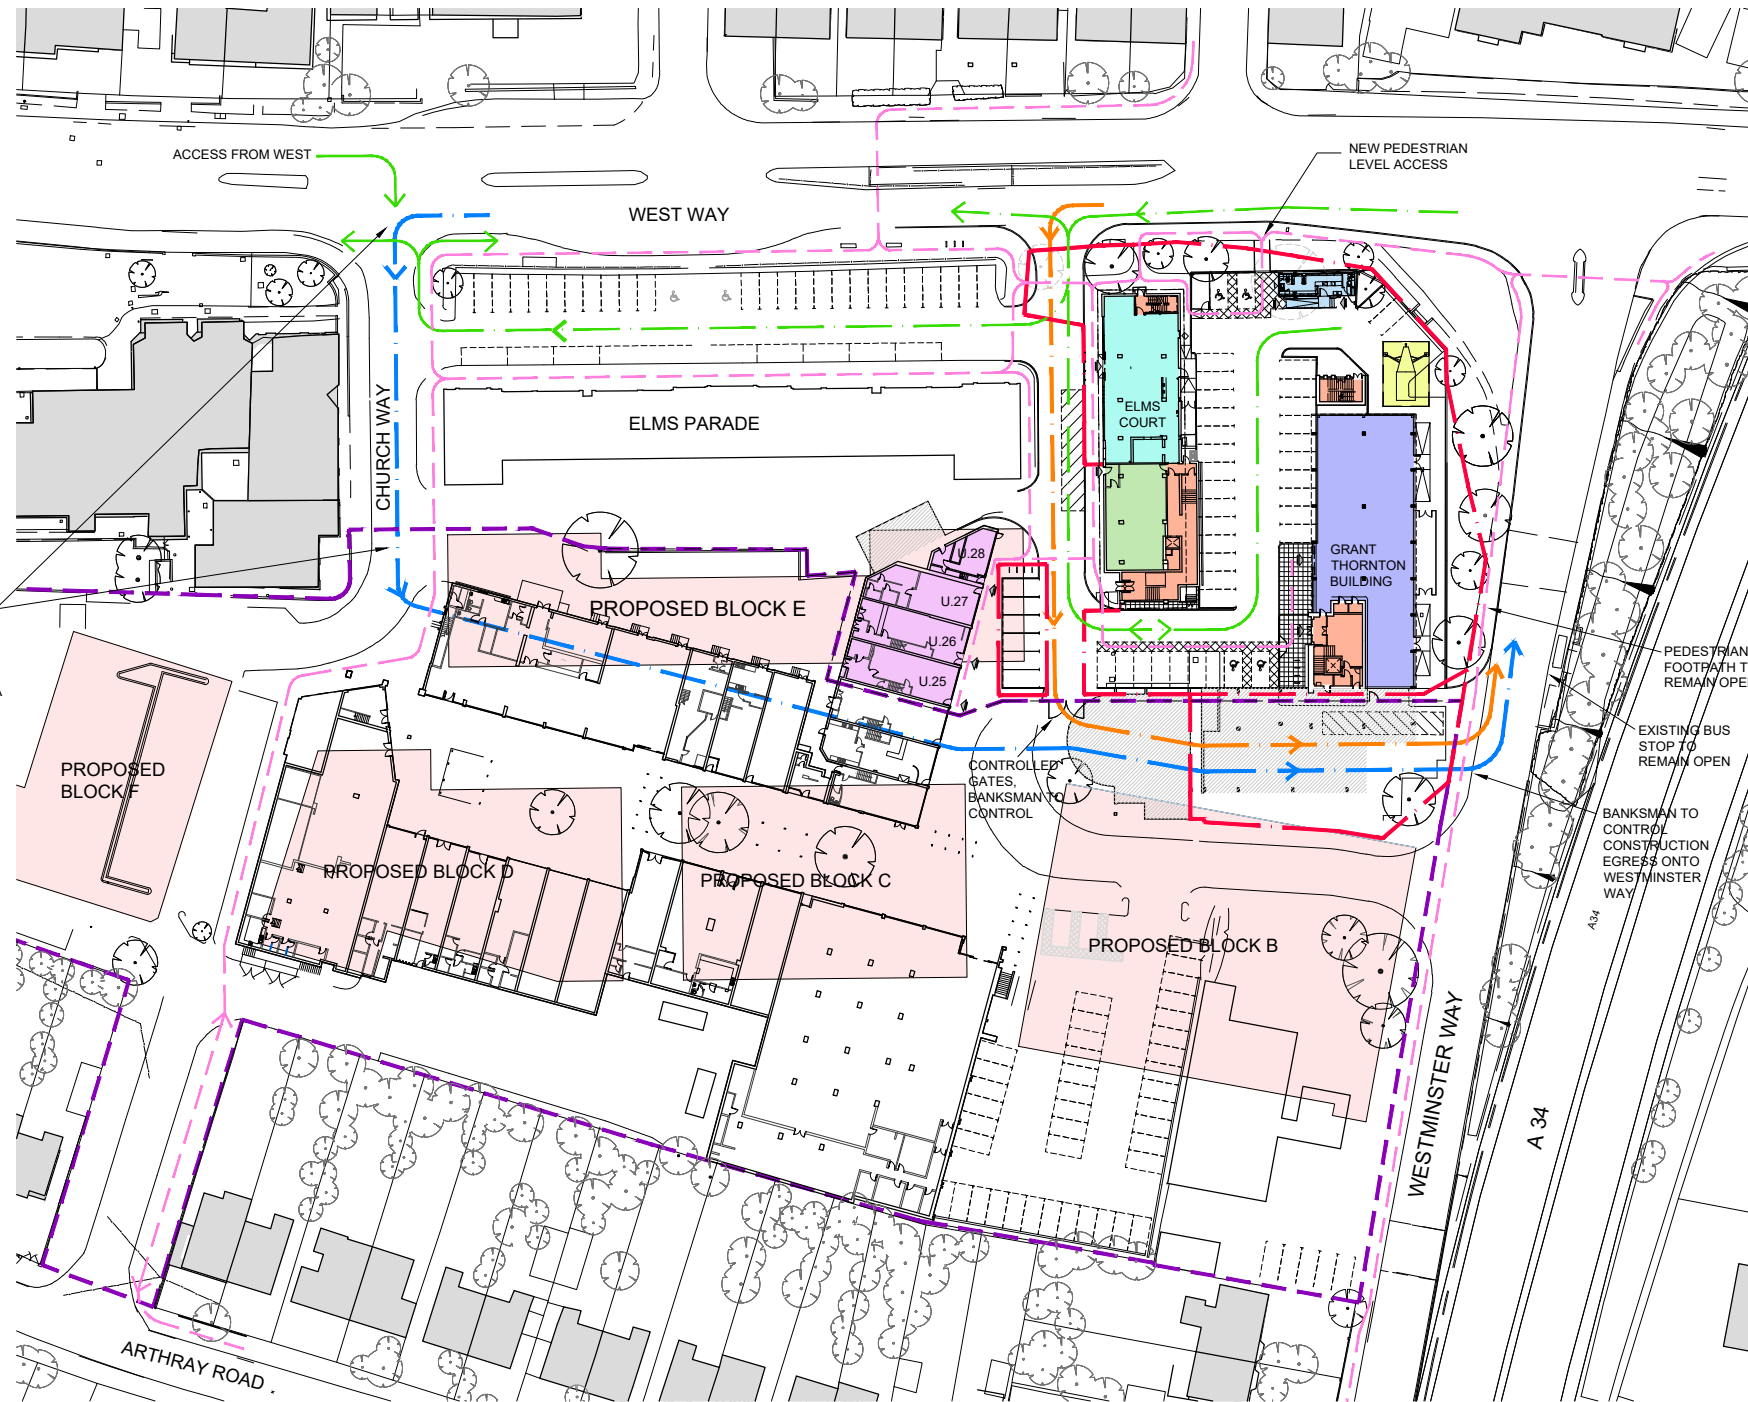 ACCESS FROM WEST
NEW PEDESTRIAN
LEVEL ACCESS
WEST WAY
CHURCH WAY
ELMS PARADE
ELMS
COURT
GRANT
THORNTON
BUILDING
U.28
U.27
U.26
U.25
PROPOSED BLOCK E
PEDESTRIAN
FOOTPATH T
REMAIN OPE
EXISTING BUS
STOP TO
REMAIN OPEN
CONTROLLED
GATES,
BANKSMAN TO
CONTROL
BANKSMAN TO
CONTROL
CONSTRUCTION
EGRESS ONTO
WESTMINSTER
WAY
PROPOSED
BLOCK F
PROPOSED BLOCK D
PROPOSED BLOCK C
PROPOSED BLOCK B
A34
WESTMINSTER WAY
A 34
ARTHRAY ROAD